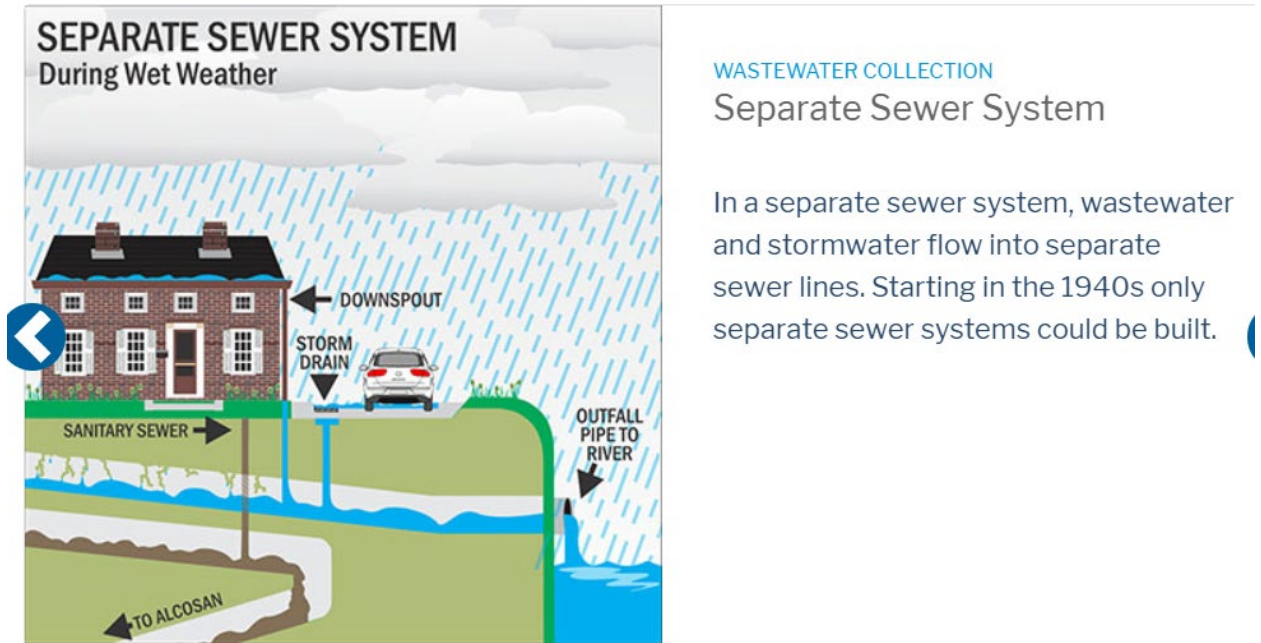 SEPARATE SEWER SYSTEM
During Wet Weather
DOWNSPOUT
STORM
DRAIN
SANITARY SEWER
OUTFALL
PIPE TO
RIVER
TO ALCOSAN
WASTEWATER COLLECTION
Separate Sewer System
In a separate sewer system, wastewater
and stormwater flow into separate
sewer lines. Starting in the 1940s only
separate sewer systems could be built.